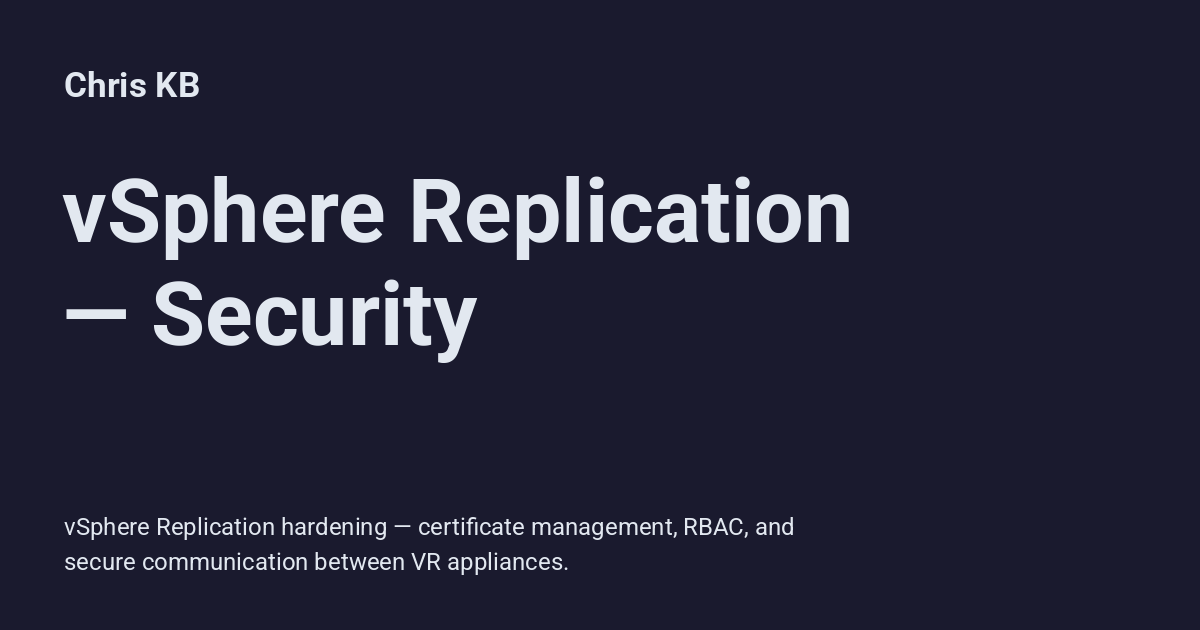 Chris KB
vSphere Replication
— Security
vSphere Replication hardening — certificate management, RBAC, and
secure communication between VR appliances.